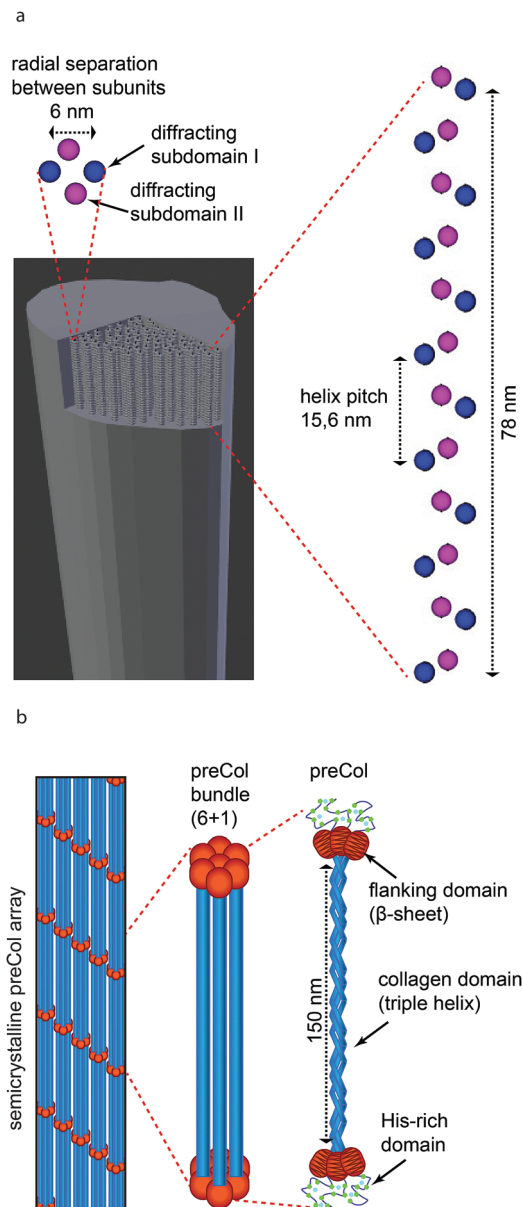 a
radial separation
between subunits
6 nm
diffracting
subdomain I
diffracting
subdomain II
helix pitch
15,6 nm
78 nm
b
preCol
bundle
(6+1)
preCol
semicrystalline preCol array
flanking domain
(β-sheet)
150 nm
collagen domain
(triple helix)
His-rich
domain